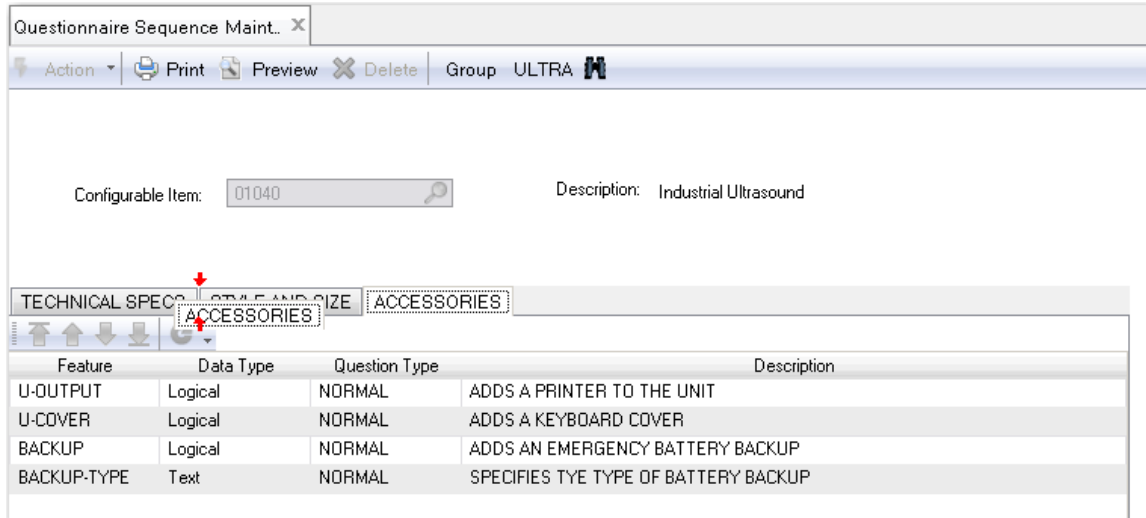 Questionnaire Sequence Maint..
Action Print Preview Delete Group ULTRA
Configurable Item: 01040 Description: Industrial Ultrasound
TECHNICAL SPECS STYLE AND SIZE ACCESSORIES
ACCESSORIES
Feature Data Type Question Type Description
U-OUTPUT Logical NORMAL ADDS A PRINTER TO THE UNIT
U-COVER Logical NORMAL ADDS A KEYBOARD COVER
BACKUP Logical NORMAL ADDS AN EMERGENCY BATTERY BACKUP
BACKUP-TYPE Text NORMAL SPECIFIES TYE TYPE OF BATTERY BACKUP